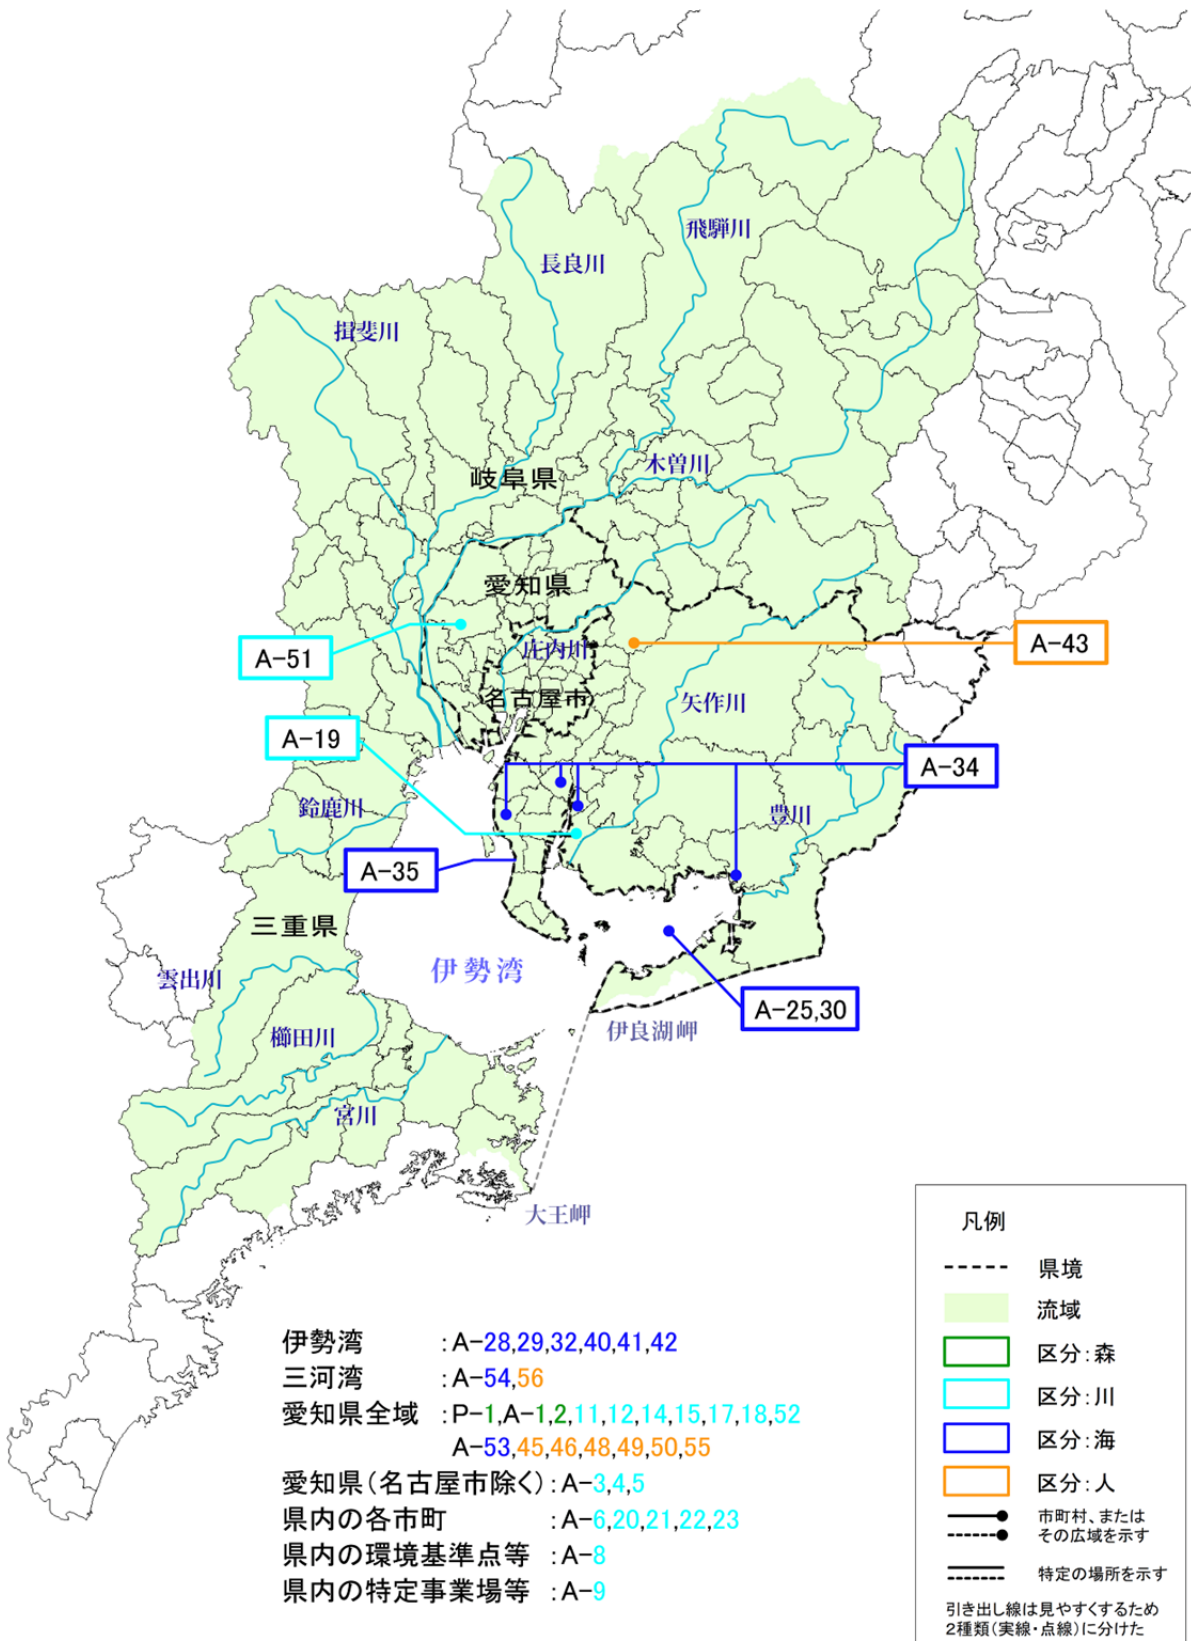 飛騨川
長良川
揖斐川
木曽川
岐阜県
愛知県
庄内川
A-51
A-43
名古屋市
矢作川
A-19
A-34
鈴鹿川
豊川
A-35
三重県
伊勢湾
雲出川
A-25,30
伊良湖岬
櫛田川
宮川
大王岬
伊勢湾 :A-28,29,32,40,41,42
三河湾 :A-54,56
愛知県全域 :P-1,A-1,2,11,12,14,15,17,18,52
A-53,45,46,48,49,50,55
愛知県(名古屋市除く):A-3,4,5
県内の各市町 :A-6,20,21,22,23
県内の環境基準点等 :A-8
県内の特定事業場等 :A-9
凡例
県境
流域
区分:森
区分:川
区分:海
区分:人
市町村、または
その広域を示す
特定の場所を示す
引き出し線は見やすくするため
2種類(実線・点線)に分けた